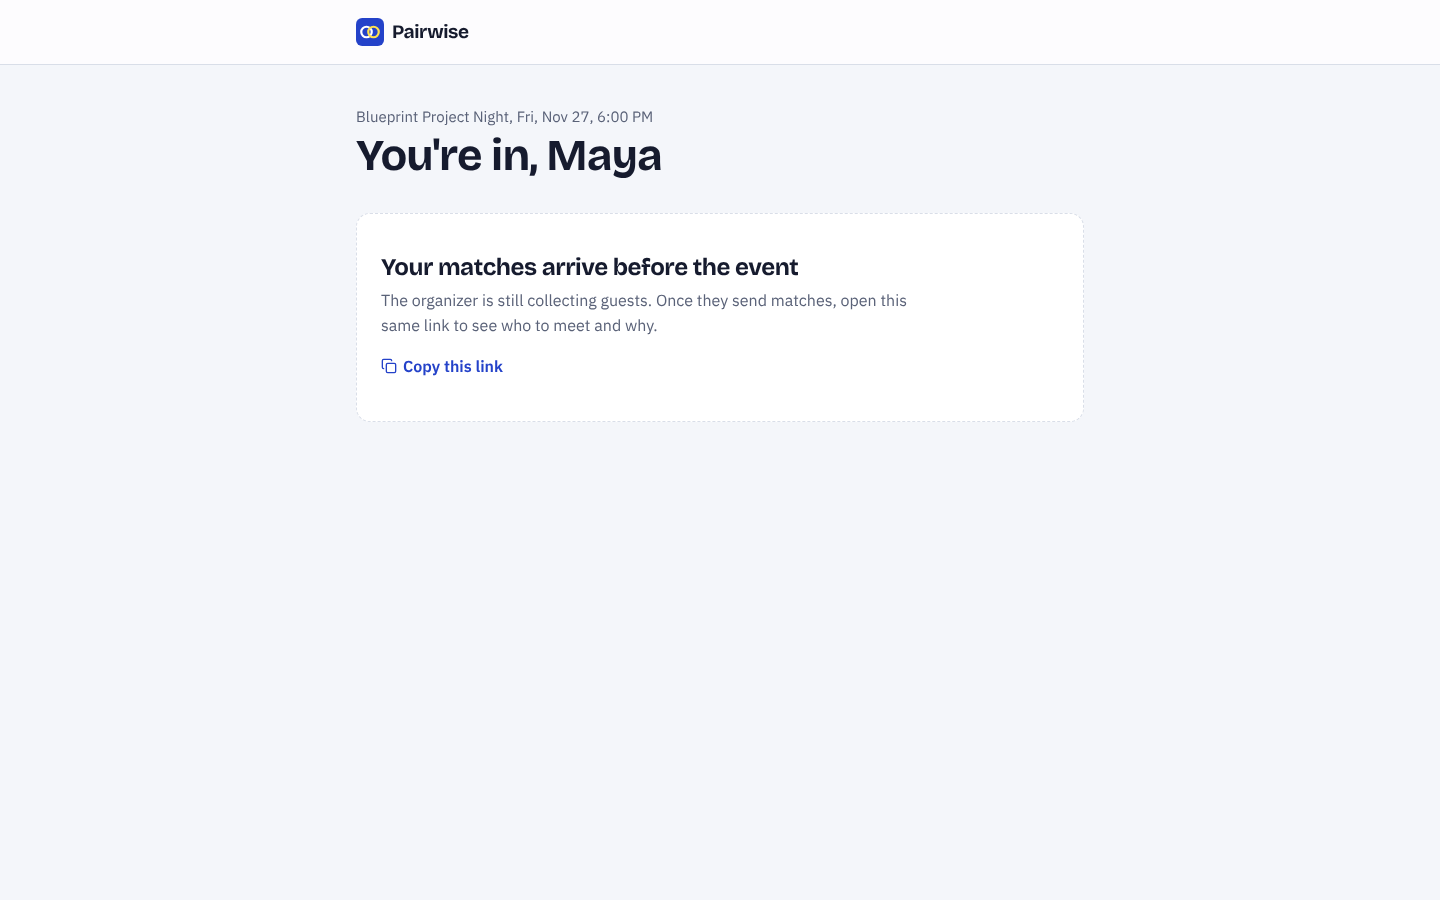 Pairwise
Blueprint Project Night, Fri, Nov 27, 6:00 PM
You're in, Maya
Your matches arrive before the event
The organizer is still collecting guests. Once they send matches, open this
same link to see who to meet and why.
Copy this link